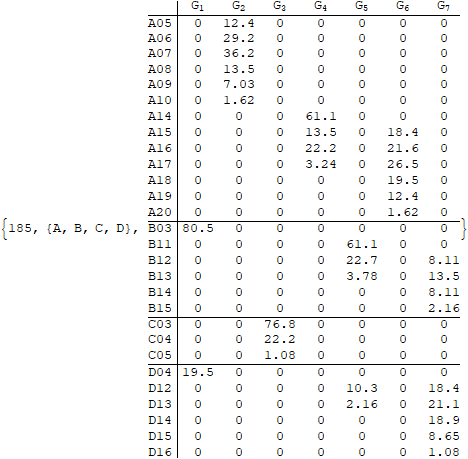 G₁ G₂ G₃ G₄ G₅ G₆ G₇
A05 0 12.4 0 0 0 0 0
A06 0 29.2 0 0 0 0 0
A07 0 36.2 0 0 0 0 0
A08 0 13.5 0 0 0 0 0
A09 0 7.03 0 0 0 0 0
A10 0 1.62 0 0 0 0 0
A14 0 0 0 61.1 0 0 0
A15 0 0 0 13.5 0 18.4 0
A16 0 0 0 22.2 0 21.6 0
A17 0 0 0 3.24 0 26.5 0
A18 0 0 0 0 0 19.5 0
A19 0 0 0 0 0 12.4 0
A20 0 0 0 0 0 1.62 0
{185, {A, B, C, D}, B03 80.5 0 0 0 0 0 0 }
B11 0 0 0 0 61.1 0 0
B12 0 0 0 0 22.7 0 8.11
B13 0 0 0 0 3.78 0 13.5
B14 0 0 0 0 0 0 8.11
B15 0 0 0 0 0 0 2.16
C03 0 0 76.8 0 0 0 0
C04 0 0 22.2 0 0 0 0
C05 0 0 1.08 0 0 0 0
D04 19.5 0 0 0 0 0 0
D12 0 0 0 0 10.3 0 18.4
D13 0 0 0 0 2.16 0 21.1
D14 0 0 0 0 0 0 18.9
D15 0 0 0 0 0 0 8.65
D16 0 0 0 0 0 0 1.08